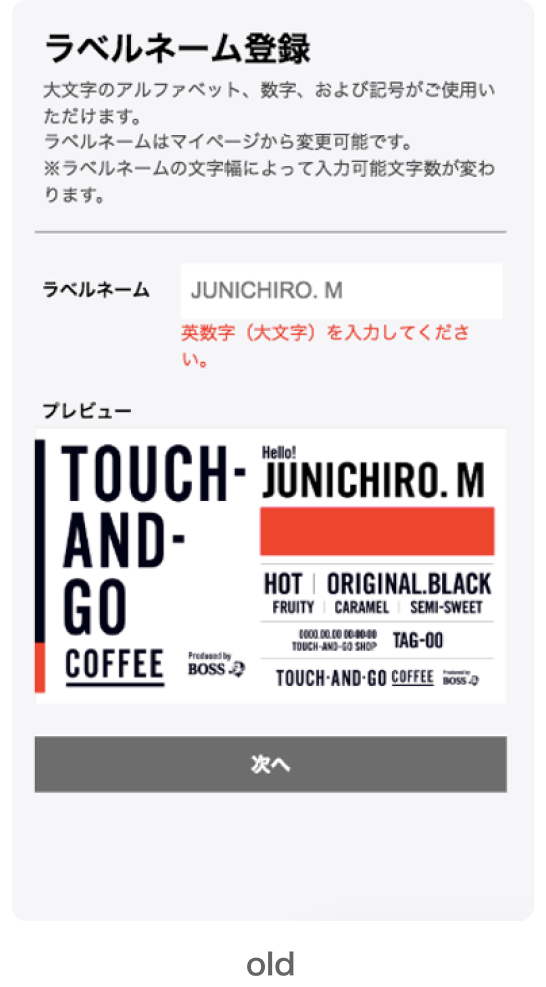 ラベルネーム登録
大文字のアルファベット、数字、および記号がご使用い
ただけます。
ラベルネームはマイページから変更可能です。
※ラベルネームの文字幅によって入力可能文字数が変わ
ります。
ラベルネーム
JUNICHIRO. M
英数字（大文字）を入力してくださ
い。
プレビュー
TOUCH-
AND-
GO
COFFEE
Produced by
BOSS
Hello!
JUNICHIRO. M
HOT | ORIGINAL.BLACK
FRUITY | CARAMEL | SEMI-SWEET
0000.00.00 00:00:00
TOUCH-AND-GO SHOP
TAG-00
TOUCH-AND-GO COFFEE
Produced by
BOSS
次へ
old